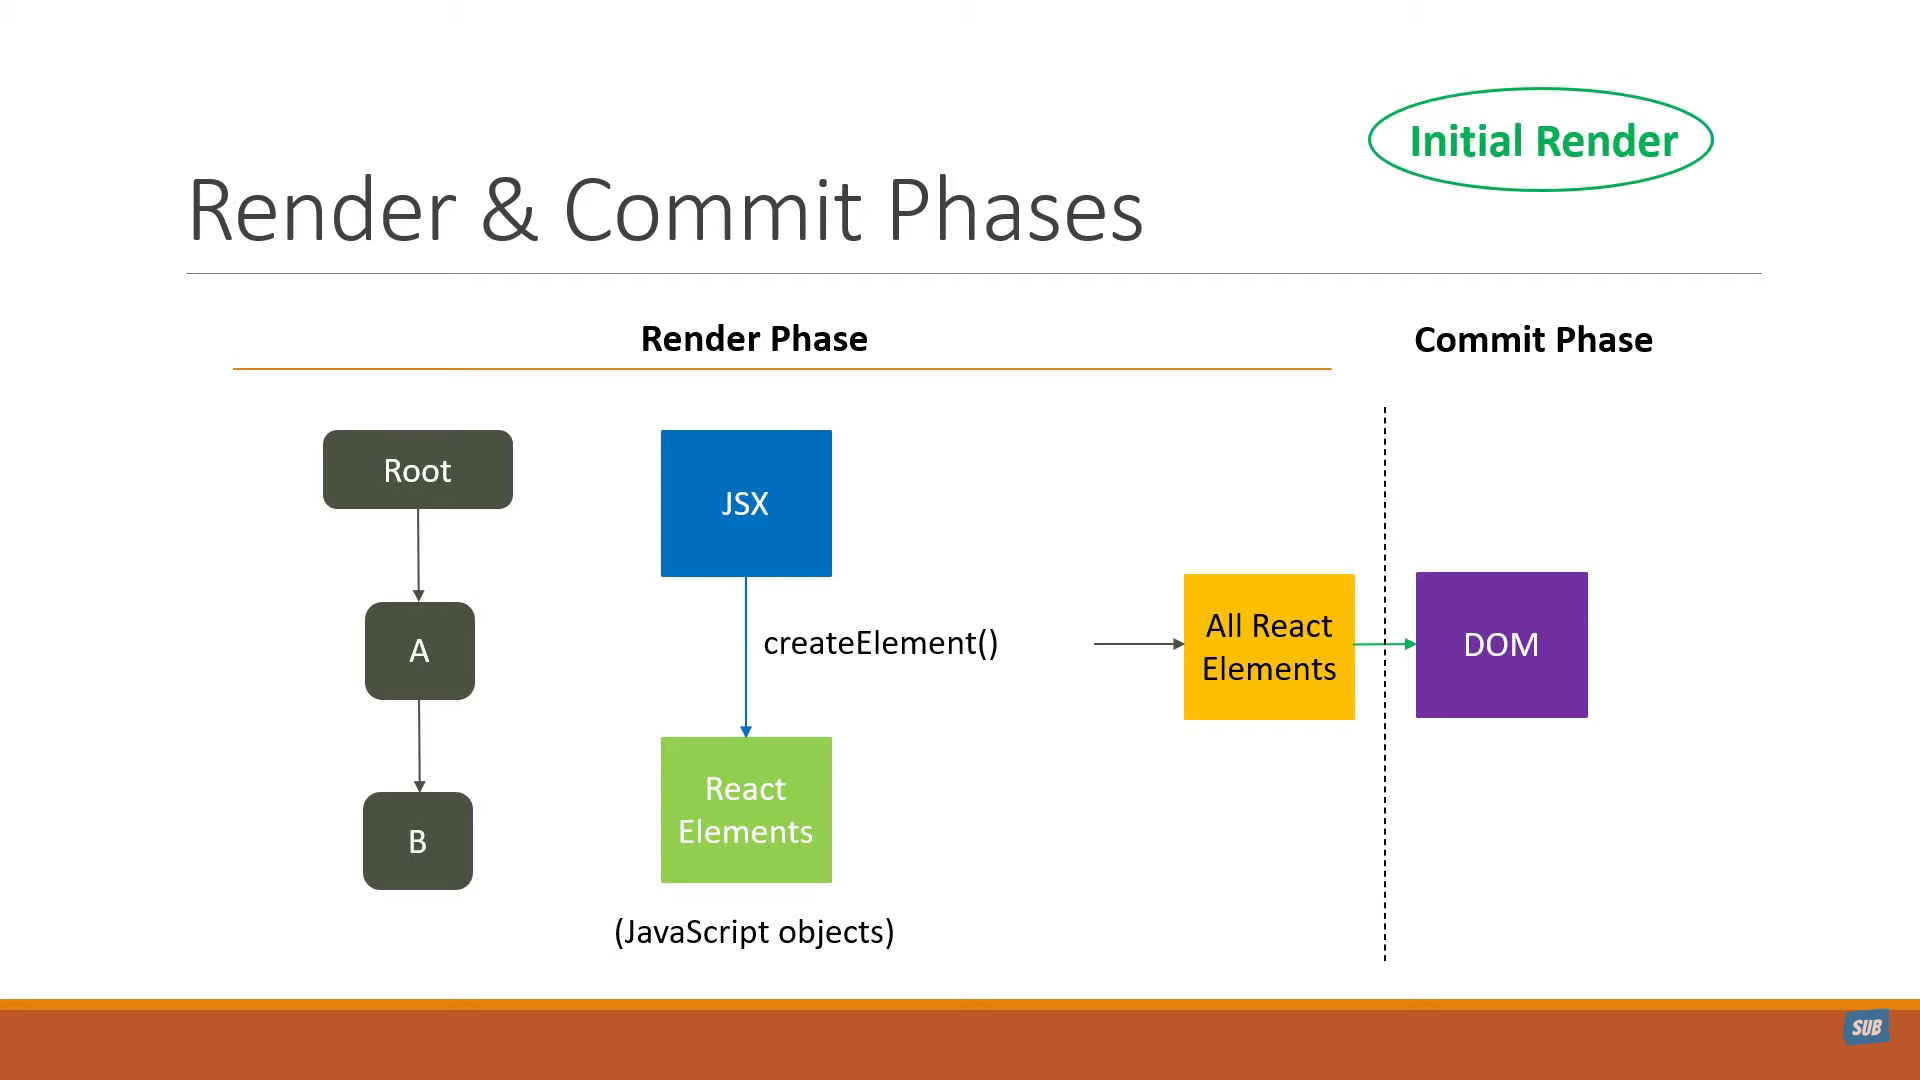 Initial Render
Render & Commit Phases
Render Phase
Commit Phase
Root
A
B
JSX
createElement()
React
Elements
(JavaScript objects)
All React
Elements
DOM
SUB